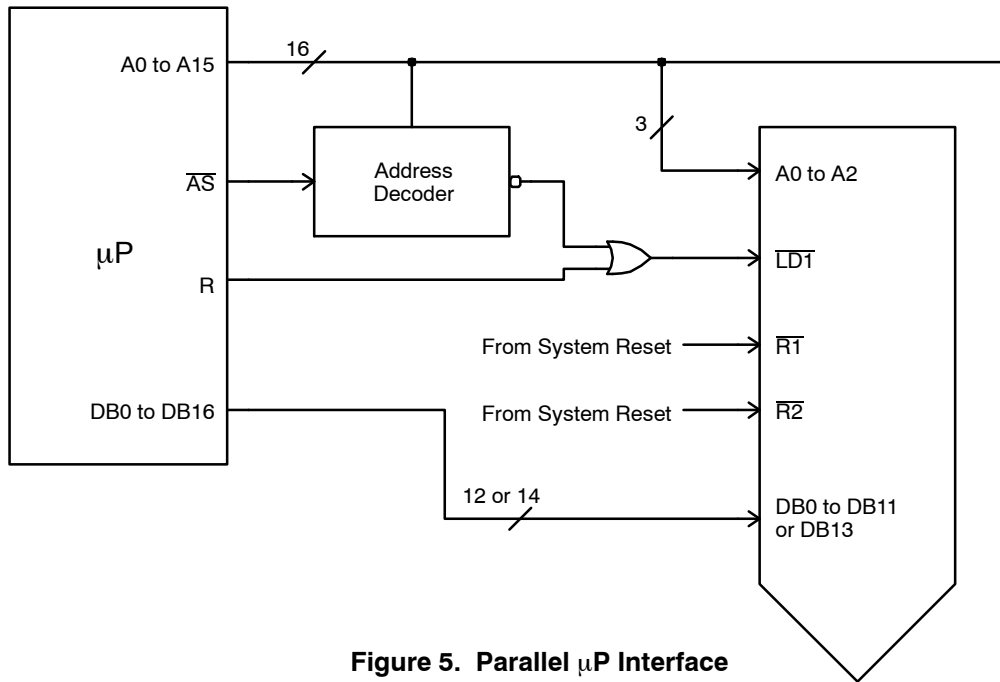 16
A0 to A15
3
Address
Decoder
A0 to A2
AS
μP
LD1
R
From System Reset
R1
From System Reset
R2
DB0 to DB16
12 or 14
DB0 to DB11
or DB13
Figure 5. Parallel μP Interface